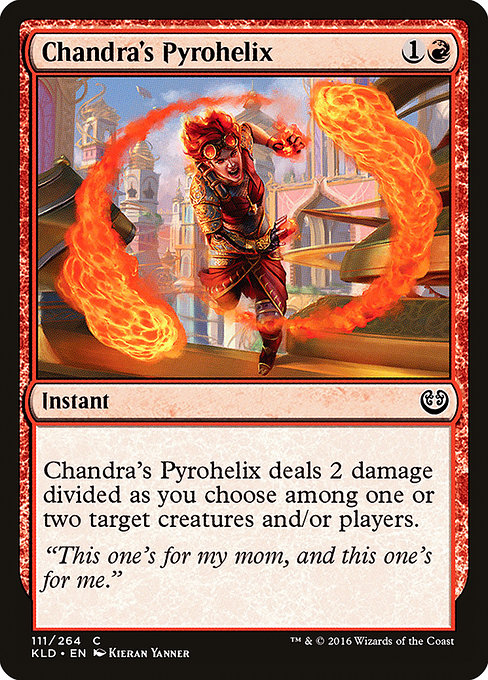 Chandra's Pyrohelix 1
Instant
Chandra's Pyrohelix deals 2 damage
divided as you choose among one or
two target creatures and/or players.
“This one's for my mom, and this one's
for me.”
111/264 C
KLD • EN Kieran Yanner
™ & © 2016 Wizards of the Coast